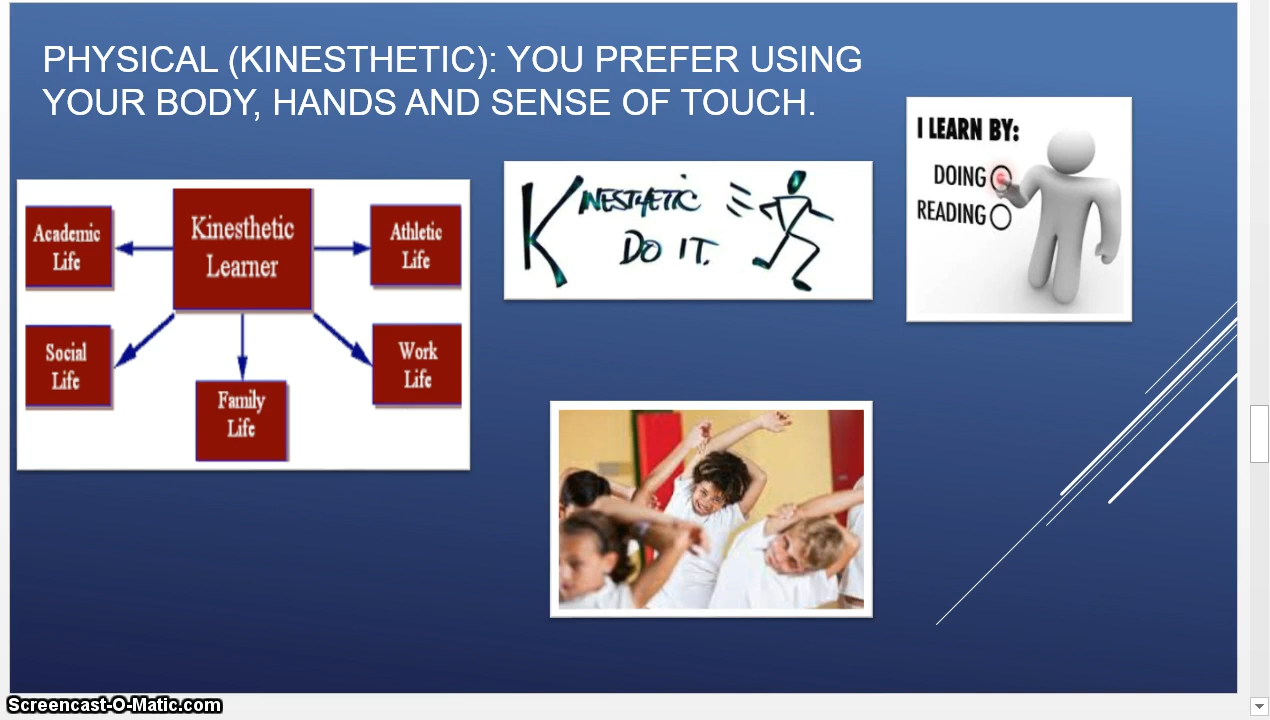 PHYSICAL (KINESTHETIC): YOU PREFER USING
YOUR BODY, HANDS AND SENSE OF TOUCH.
Kinesthetic
Learner
Academic
Life
Athletic
Life
Social
Life
Family
Life
Work
Life
KINESTHETIC
DO IT.
I LEARN BY:
DOING
READING
Screencast-O-Matic.com